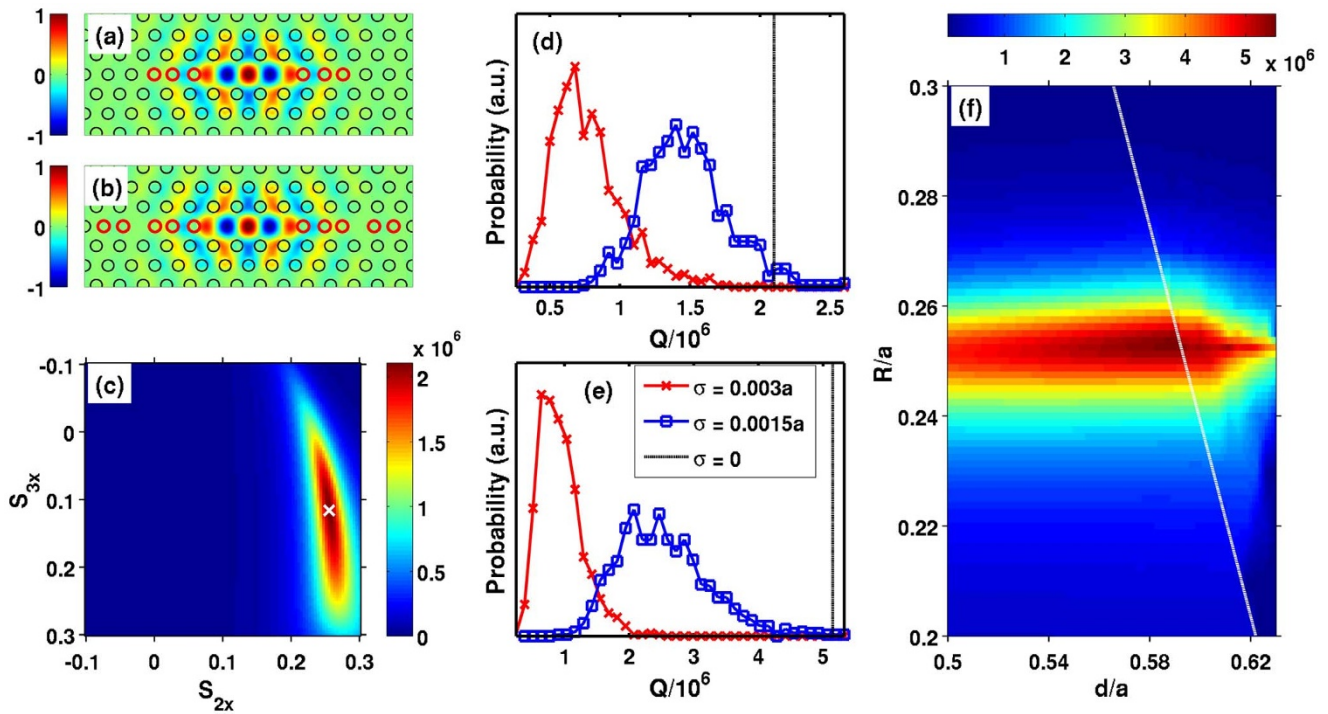 (a)
1
0
-1
(b)
1
0
-1
(c)
x 10^6
2
1.5
1
0.5
0
-0.1
0
0.1
0.2
0.3
S_3x
-0.1 0 0.1 0.2 0.3
S_2x
(d)
Probability (a.u.)
0.5 1 1.5 2 2.5
Q/10^6
(e)
σ = 0.003a
σ = 0.0015a
σ = 0
Probability (a.u.)
1 2 3 4 5
Q/10^6
1 2 3 4 5
x 10^6
(f)
0.3
0.28
0.26
0.24
0.22
0.2
R/a
0.5 0.54 0.58 0.62
d/a